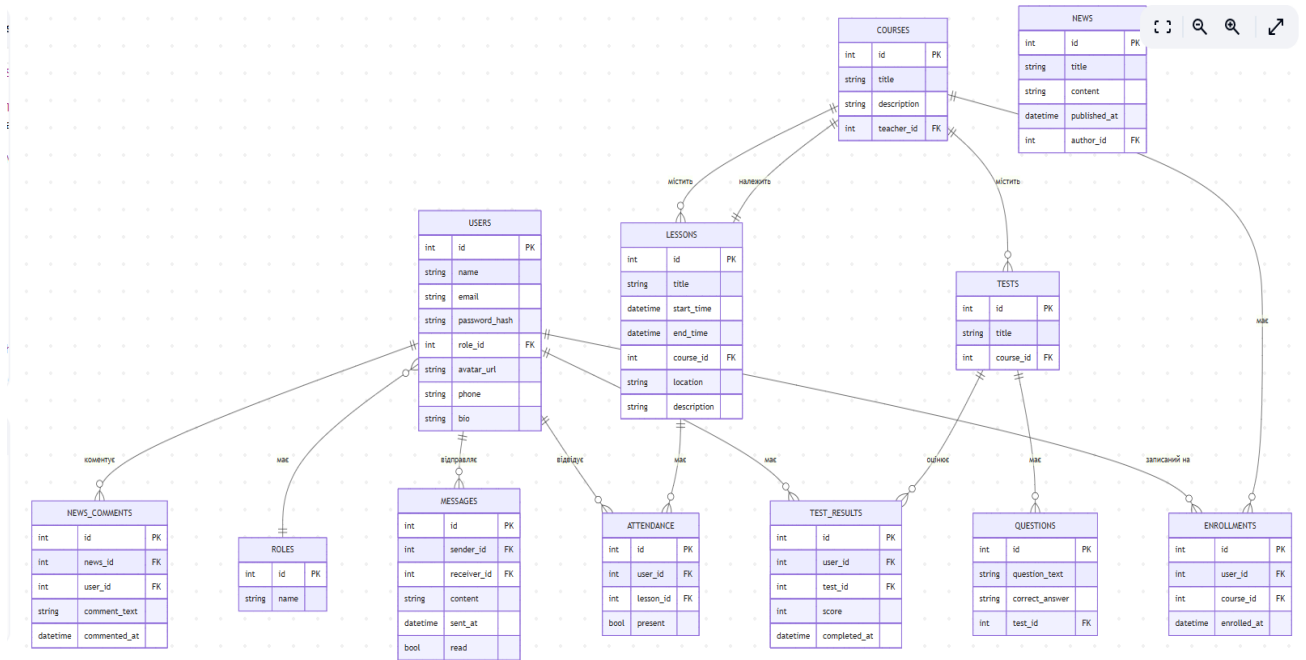 COURSES
int id PK
string title
string description
int teacher_id FK
NEWS
int id PK
string title
string content
datetime published_at
int author_id FK
містить
належить
містить
USERS
int id PK
string name
string email
string password_hash
int role_id FK
string avatar_url
string phone
string bio
LESSONS
int id PK
string title
datetime start_time
datetime end_time
int course_id FK
string location
string description
TESTS
int id PK
string title
int course_id FK
має
коментує
має
відправляє
відвідує
має
має
оцінює
має
записаний на
NEWS_COMMENTS
int id PK
int news_id FK
int user_id FK
string comment_text
datetime commented_at
ROLES
int id PK
string name
MESSAGES
int id PK
int sender_id FK
int receiver_id FK
string content
datetime sent_at
bool read
ATTENDANCE
int id PK
int user_id FK
int lesson_id FK
bool present
TEST_RESULTS
int id PK
int user_id FK
int test_id FK
int score
datetime completed_at
QUESTIONS
int id PK
string question_text
string correct_answer
int test_id FK
ENROLLMENTS
int id PK
int user_id FK
int course_id FK
datetime enrolled_at